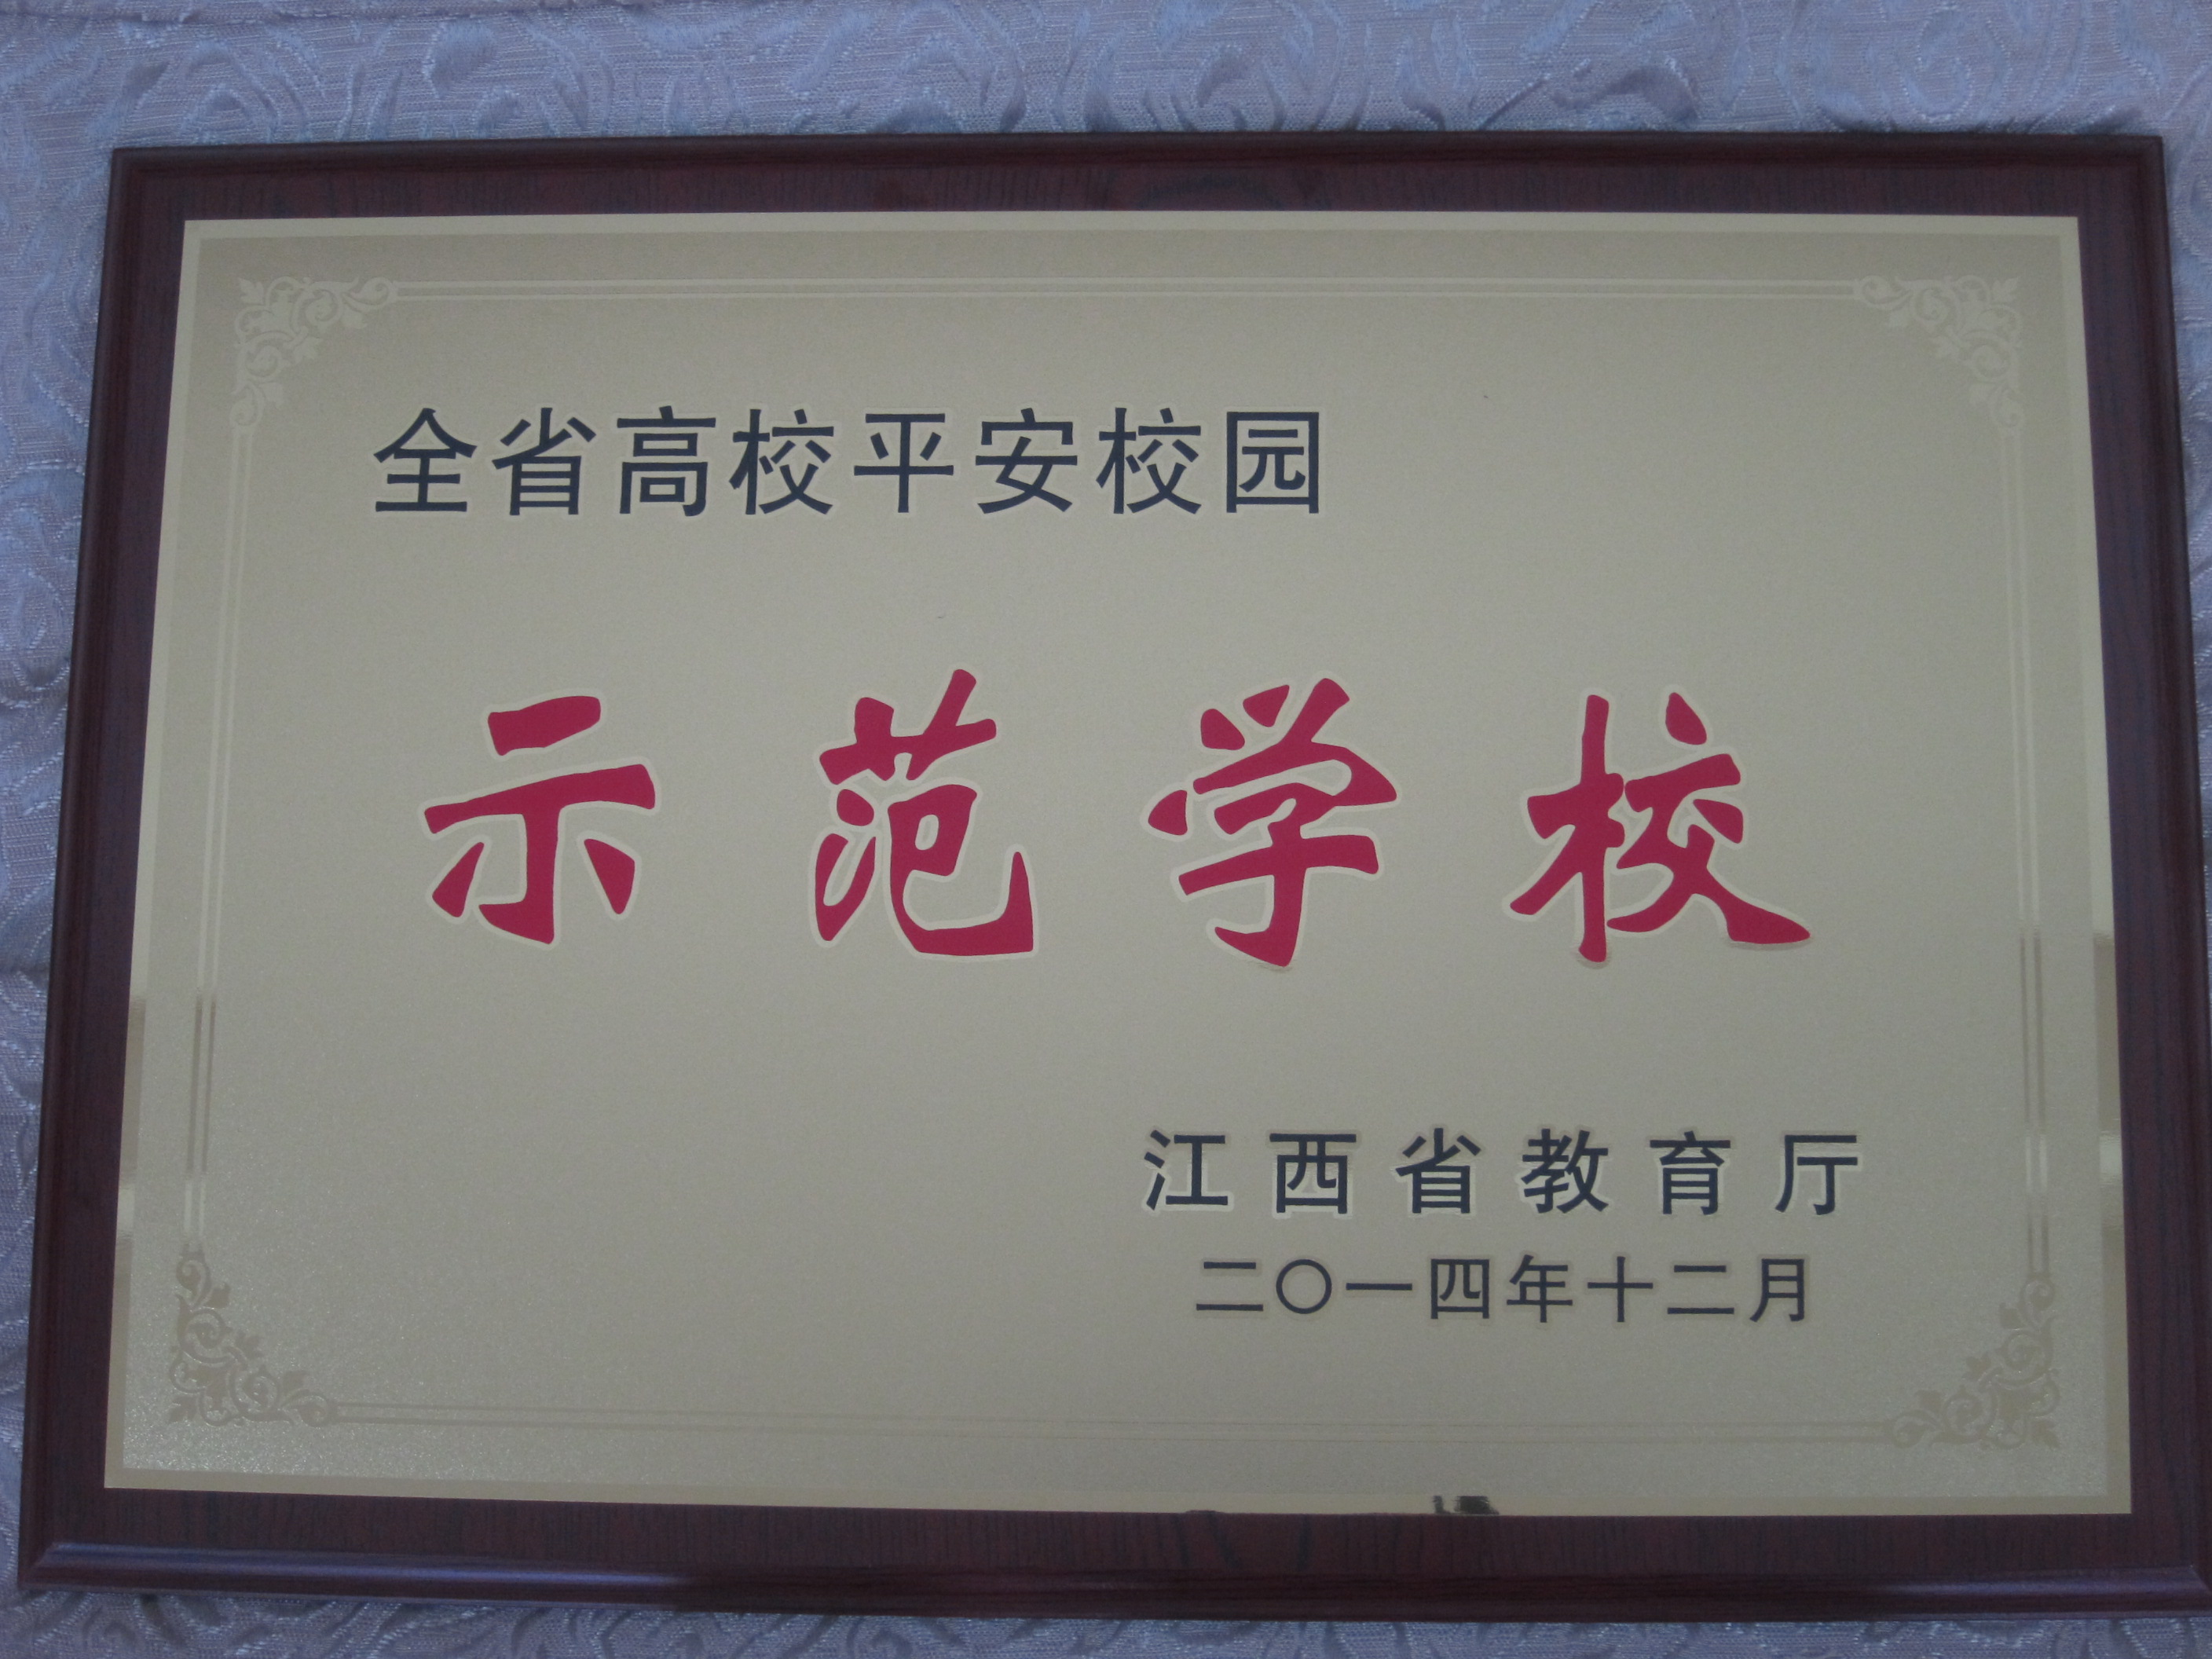 全省高校平安校园
示范学校
江西省教育厅
二〇一四年十二月